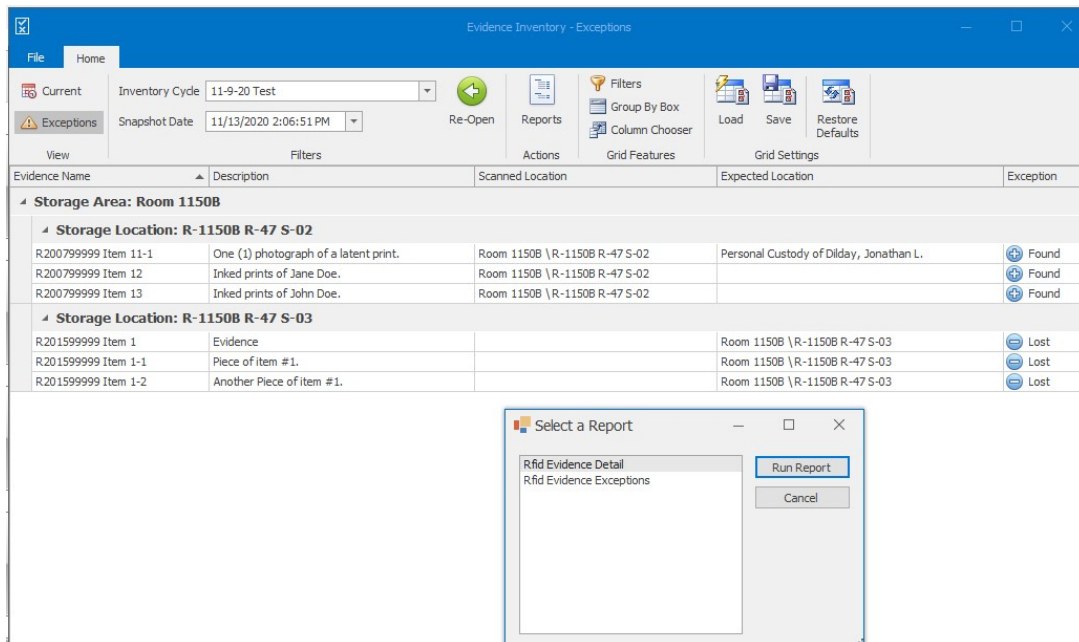 Evidence Inventory - Exceptions
File Home
Current
Exceptions
View
Inventory Cycle 11-9-20 Test
Snapshot Date 11/13/2020 2:06:51 PM
Filters
Re-Open
Reports
Actions
Filters
Group By Box
Column Chooser
Grid Features
Load Save Restore
Defaults
Grid Settings
Evidence Name Description Scanned Location Expected Location Exception
Storage Area: Room 1150B
Storage Location: R-1150B R-47 S-02
R200799999 Item 11-1 One (1) photograph of a latent print. Room 1150B \ R-1150B R-47 S-02 Personal Custody of Dilday, Jonathan L. Found
R200799999 Item 12 Inked prints of Jane Doe. Room 1150B \ R-1150B R-47 S-02 Found
R200799999 Item 13 Inked prints of John Doe. Room 1150B \ R-1150B R-47 S-02 Found
Storage Location: R-1150B R-47 S-03
R201599999 Item 1 Evidence Room 1150B \ R-1150B R-47 S-03 Lost
R201599999 Item 1-1 Piece of item #1. Room 1150B \ R-1150B R-47 S-03 Lost
R201599999 Item 1-2 Another Piece of item #1. Room 1150B \ R-1150B R-47 S-03 Lost
Select a Report
Rfid Evidence Detail
Rfid Evidence Exceptions
Run Report
Cancel